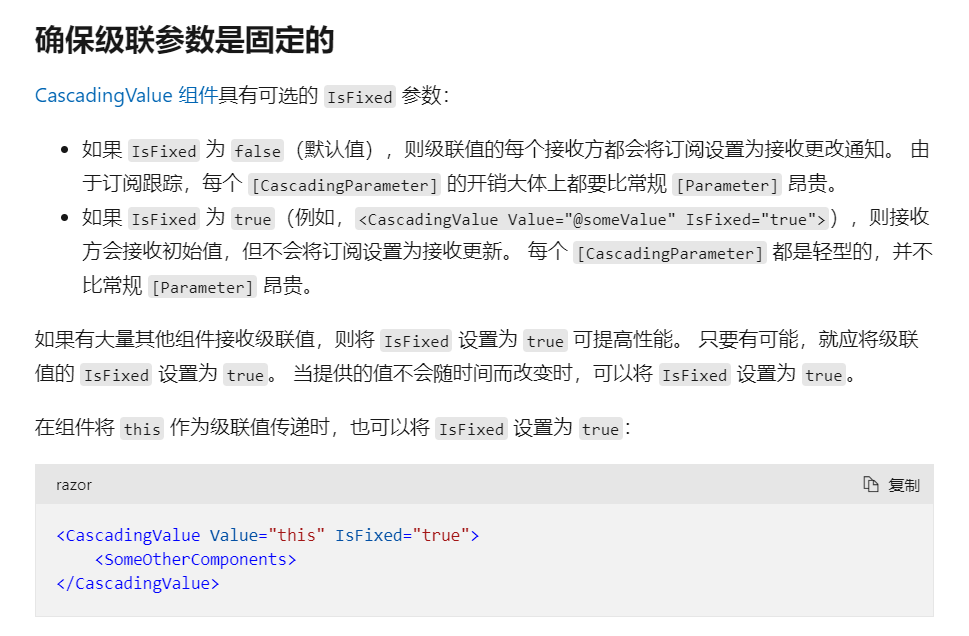 确保级联参数是固定的
CascadingValue 组件具有可选的 IsFixed 参数：
如果 IsFixed 为 false（默认值），则级联值的每个接收方都会将订阅设置为接收更改通知。 由
于订阅跟踪，每个 [CascadingParameter] 的开销大体上都要比常规 [Parameter] 昂贵。
如果 IsFixed 为 true（例如，<CascadingValue Value="@someValue" IsFixed="true">），则接收
方会接收初始值，但不会将订阅设置为接收更新。 每个 [CascadingParameter] 都是轻型的，并不
比常规 [Parameter] 昂贵。
如果有大量其他组件接收级联值，则将 IsFixed 设置为 true 可提高性能。 只要有可能，就应将级联
值的 IsFixed 设置为 true。 当提供的值不会随时间而改变时，可以将 IsFixed 设置为 true。
在组件将 this 作为级联值传递时，也可以将 IsFixed 设置为 true：
razor 复制
<CascadingValue Value="this" IsFixed="true">
    <SomeOtherComponents>
</CascadingValue>